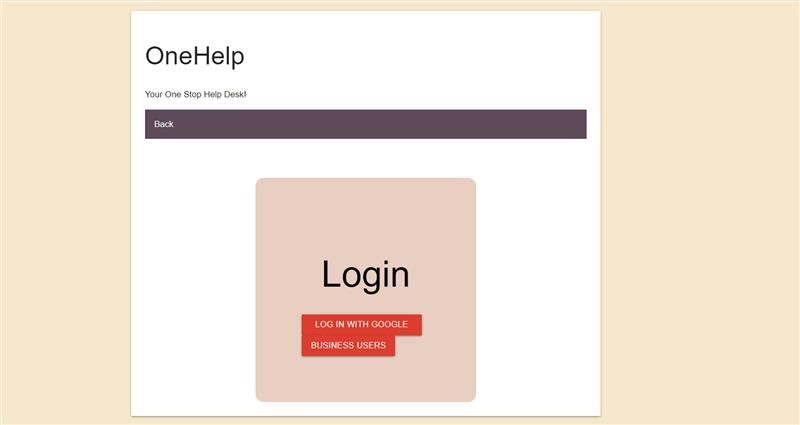 OneHelp
Your One Stop Help Desk!
Back
Login
LOG IN WITH GOOGLE
BUSINESS USERS